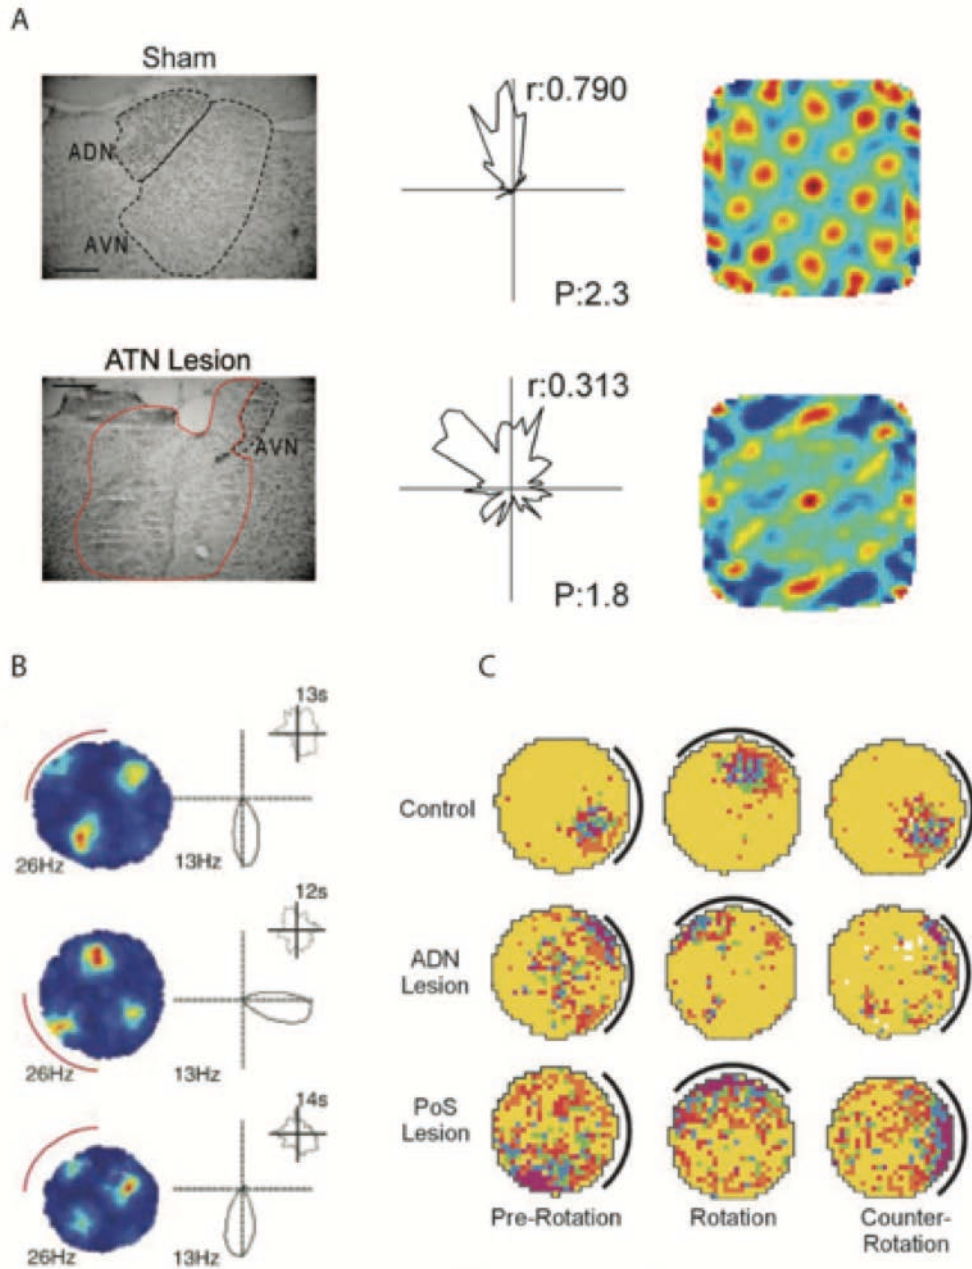 A
Sham
ADN
AVN
r:0.790
P:2.3
ATN Lesion
AVN
r:0.313
P:1.8
B
13s
26Hz
13Hz
12s
26Hz
13Hz
14s
26Hz
13Hz
C
Control
ADN
Lesion
PoS
Lesion
Pre-Rotation
Rotation
Counter-
Rotation